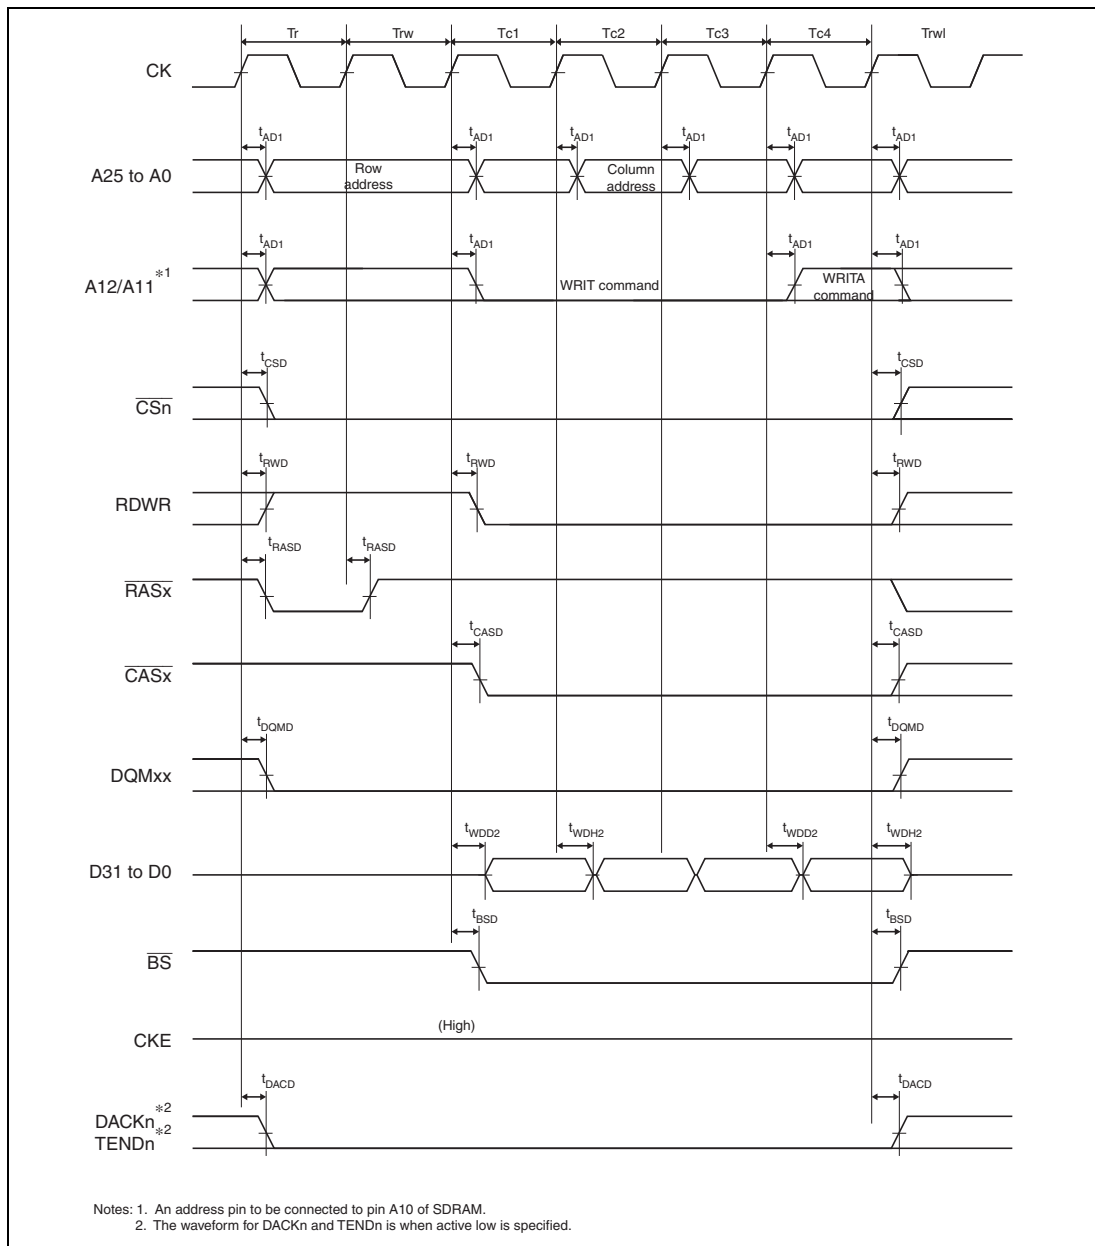 Tr Trw Tc1 Tc2 Tc3 Tc4 Trwl
CK
tAD1 tAD1 tAD1 tAD1 tAD1 tAD1
A25 to A0
Row
address
Column
address
tAD1 tAD1 tAD1 tAD1
A12/A11*1
WRIT command
WRITA
command
tCSD tCSD
CSn
tRWD tRWD tRWD
RDWR
tRASD tRASD
RASx
tCASD tCASD
CASx
tDQMD tDQMD
DQMxx
tWDD2 tWDH2 tWDD2 tWDH2
D31 to D0
tBSD tBSD
BS
(High)
CKE
tDACD tDACD
DACKn*2
TENDn*2
Notes: 1. An address pin to be connected to pin A10 of SDRAM.
2. The waveform for DACKn and TENDn is when active low is specified.